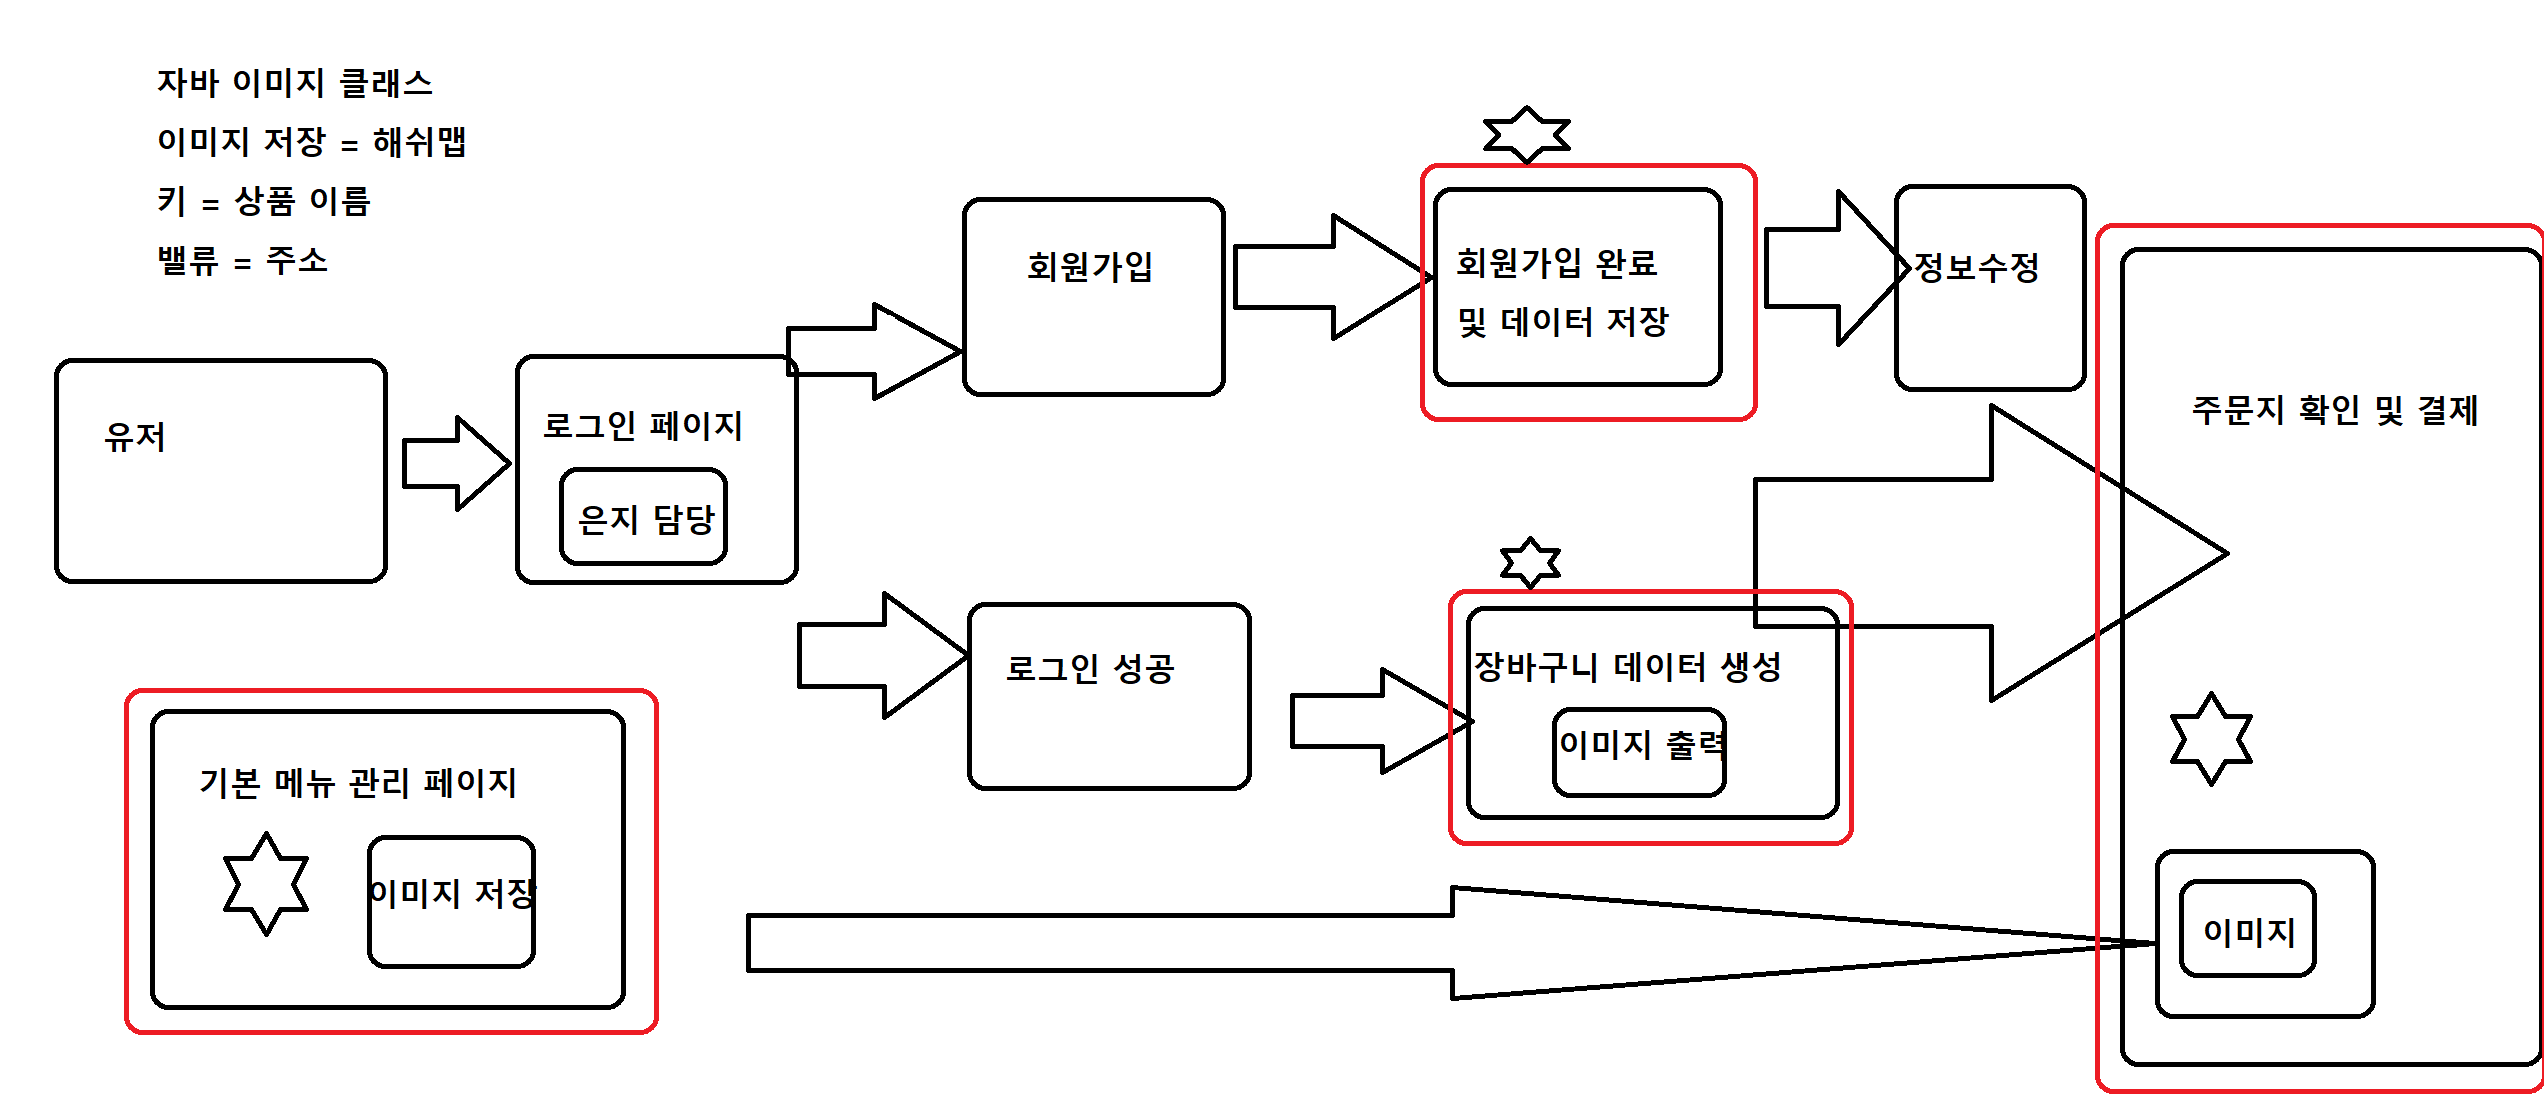 자바 이미지 클래스
이미지 저장 = 해쉬맵
키 = 상품 이름
밸류 = 주소
유저
로그인 페이지
은지 담당
회원가입
회원가입 완료
및 데이터 저장
정보수정
주문지 확인 및 결제
로그인 성공
장바구니 데이터 생성
이미지 출력
기본 메뉴 관리 페이지
이미지 저장
이미지